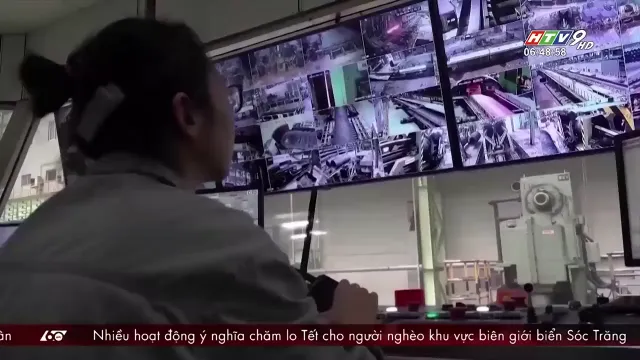 HTV9 HD
06:48:58
ân Nhiều hoạt động ý nghĩa chăm lo Tết cho người nghèo khu vực biên giới biển Sóc Trăng